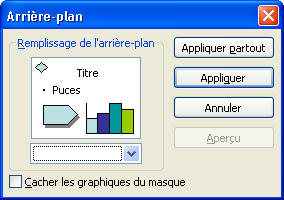 Arrière-plan
Remplissage de l'arrière-plan
Titre
• Puces
Appliquer partout
Appliquer
Annuler
Aperçu
Cacher les graphiques du masque